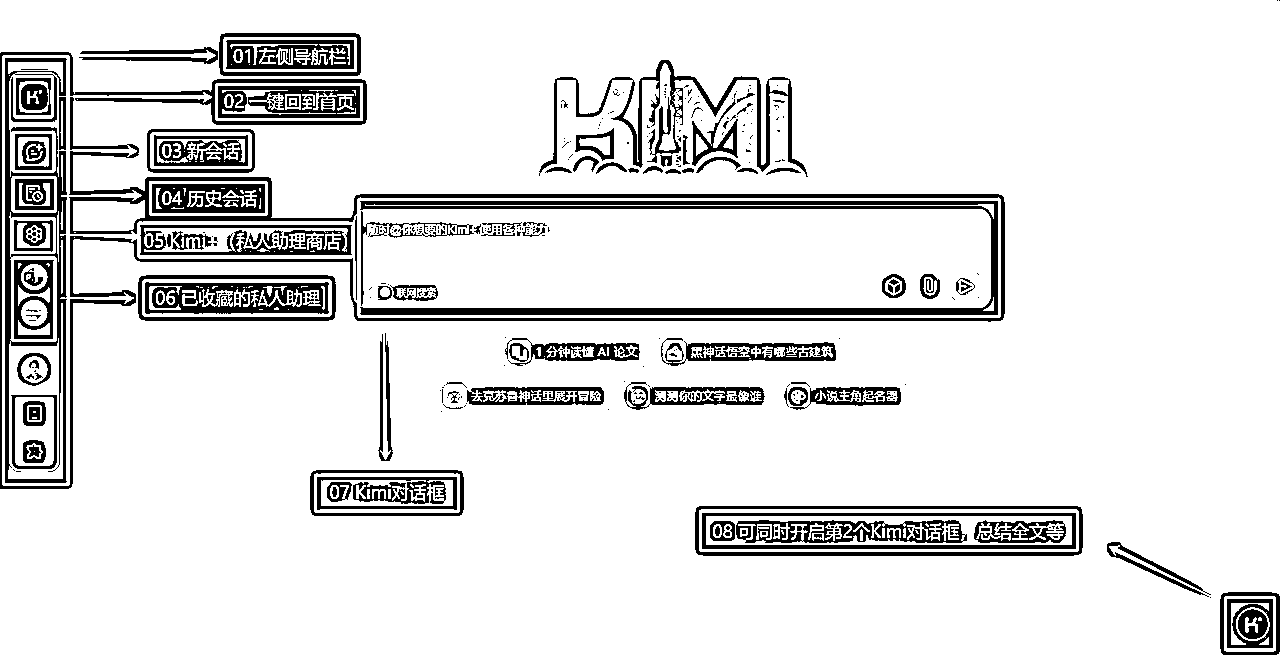 01 左侧导航栏
02 一键回到首页
KIMI
03 新会话
04 历史会话
05 Kimi+（私人助理商店）
随时@你想要的Kimi+ 使用各种能力
06 已收藏的私人助理
联网搜索
1 分钟读懂 AI 论文
黑神话悟空中有哪些古建筑
去克苏鲁神话里展开冒险
测测你的文字最像谁
小说主角起名器
07 Kimi对话框
08 可同时开启第2个Kimi对话框，总结全文等